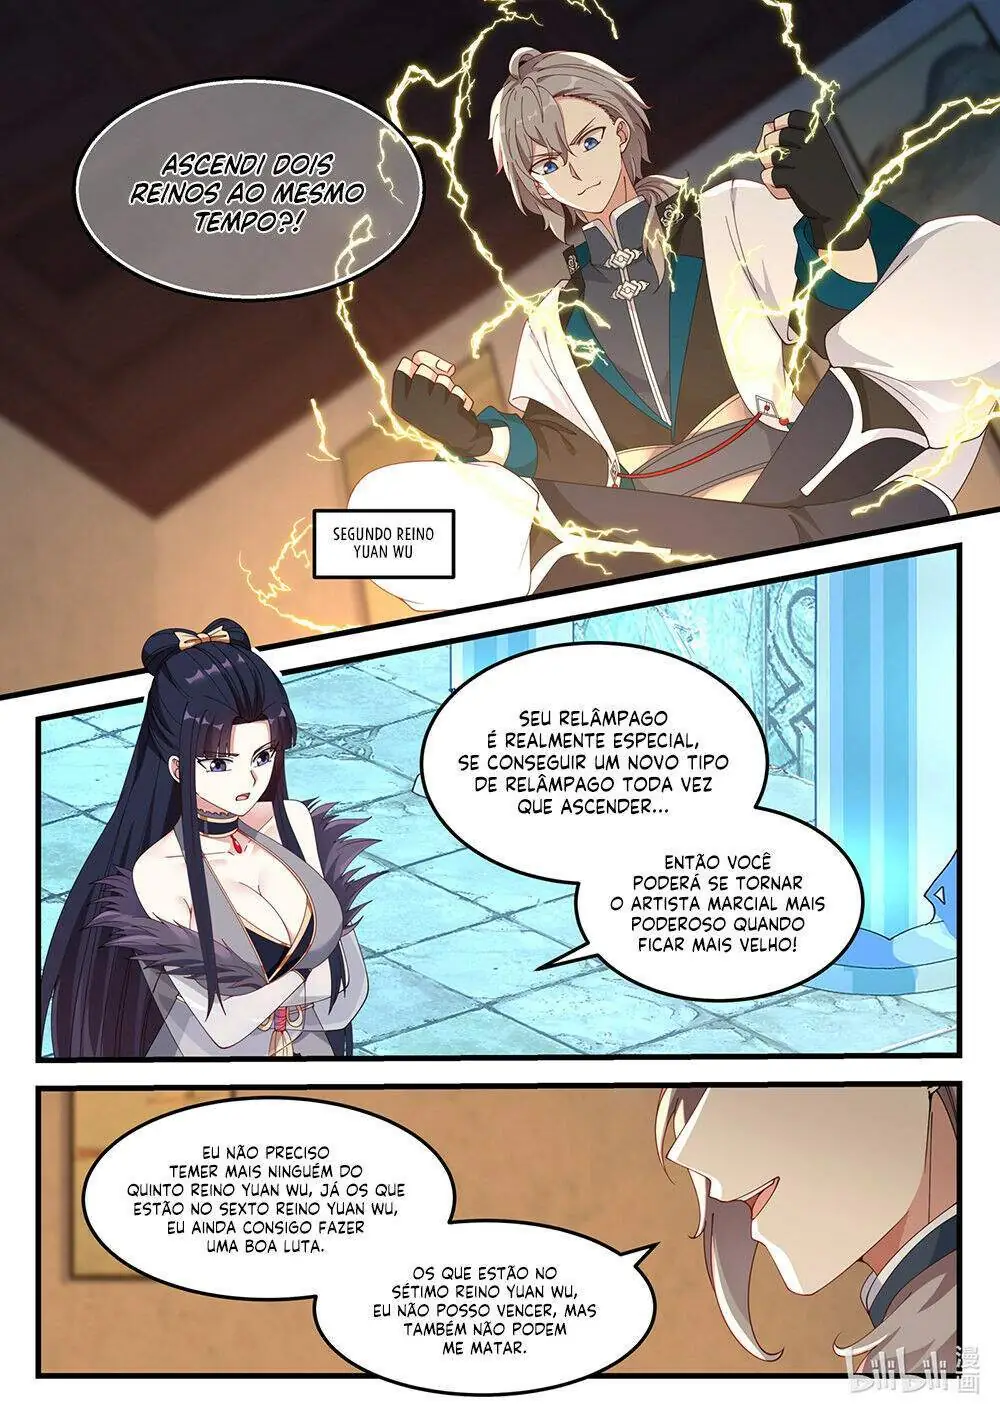 ASCENDI DOIS
REINOS AO MESMO
TEMPO?!
SEGUNDO REINO
YUAN WU
SEU RELÂMPAGO
É REALMENTE ESPECIAL,
SE CONSEGUIR UM NOVO TIPO
DE RELÂMPAGO TODA VEZ
QUE ASCENDER...
ENTÃO VOCÊ
PODERÁ SE TORNAR
O ARTISTA MARCIAL MAIS
PODEROSO QUANDO
FICAR MAIS VELHO!
EU NÃO PRECISO
TEMER MAIS NINGUÉM DO
QUINTO REINO YUAN WU, JÁ OS QUE
ESTÃO NO SEXTO REINO YUAN WU,
EU AINDA CONSIGO FAZER
UMA BOA LUTA.
OS QUE ESTÃO NO
SÉTIMO REINO YUAN WU,
EU NÃO POSSO VENCER, MAS
TAMBÉM NÃO PODEM
ME MATAR.
bilibili 漫画